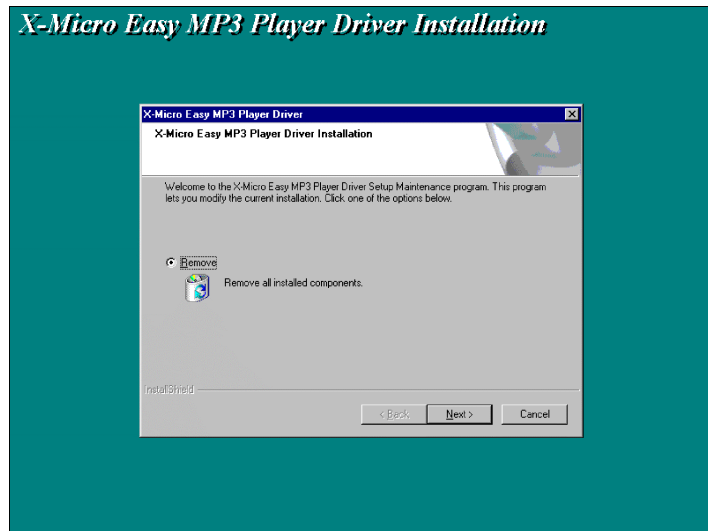 X-Micro Easy MP3 Player Driver Installation
X-Micro Easy MP3 Player Driver
X-Micro Easy MP3 Player Driver Installation
Welcome to the X-Micro Easy MP3 Player Driver Setup Maintenance program. This program
lets you modify the current installation. Click one of the options below.
Remove
Remove all installed components.
InstallShield
< Back Next > Cancel